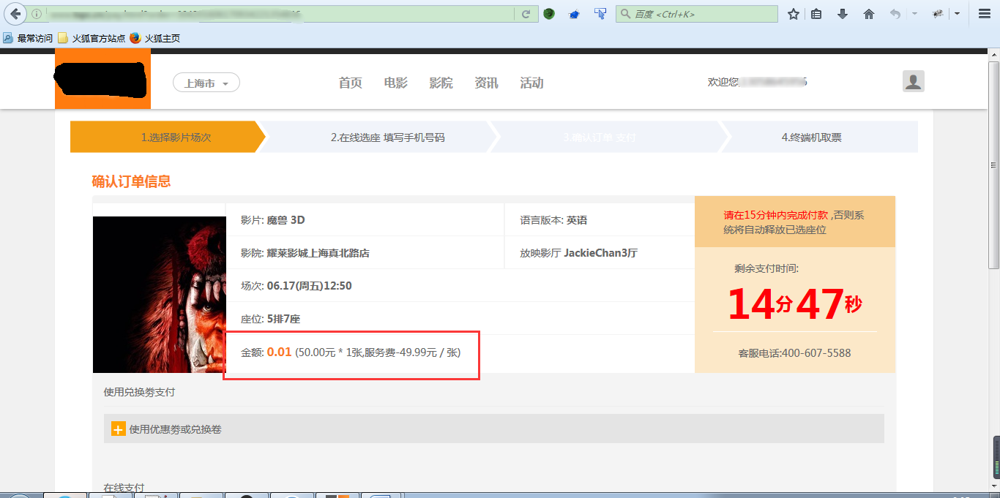 百度 <Ctrl+K>
最常访问 火狐官方站点 火狐主页
上海市 首页 电影 影院 资讯 活动 欢迎您
1.选择影片场次 2.在线选座 填写手机号码 3.确认订单 支付 4.终端机取票
确认订单信息
影片: 魔兽 3D 语言版本: 英语
请在15分钟内完成付款 ,否则系
统将自动释放已选座位
影院: 耀莱影城上海真北路店 放映影厅 JackieChan3厅
剩余支付时间:
场次: 06.17(周五)12:50
14分47秒
座位: 5排7座
金额: 0.01 (50.00元 * 1张,服务费-49.99元 / 张)
客服电话:400-607-5588
使用兑换券支付
使用优惠劵或兑换卷
在线支付